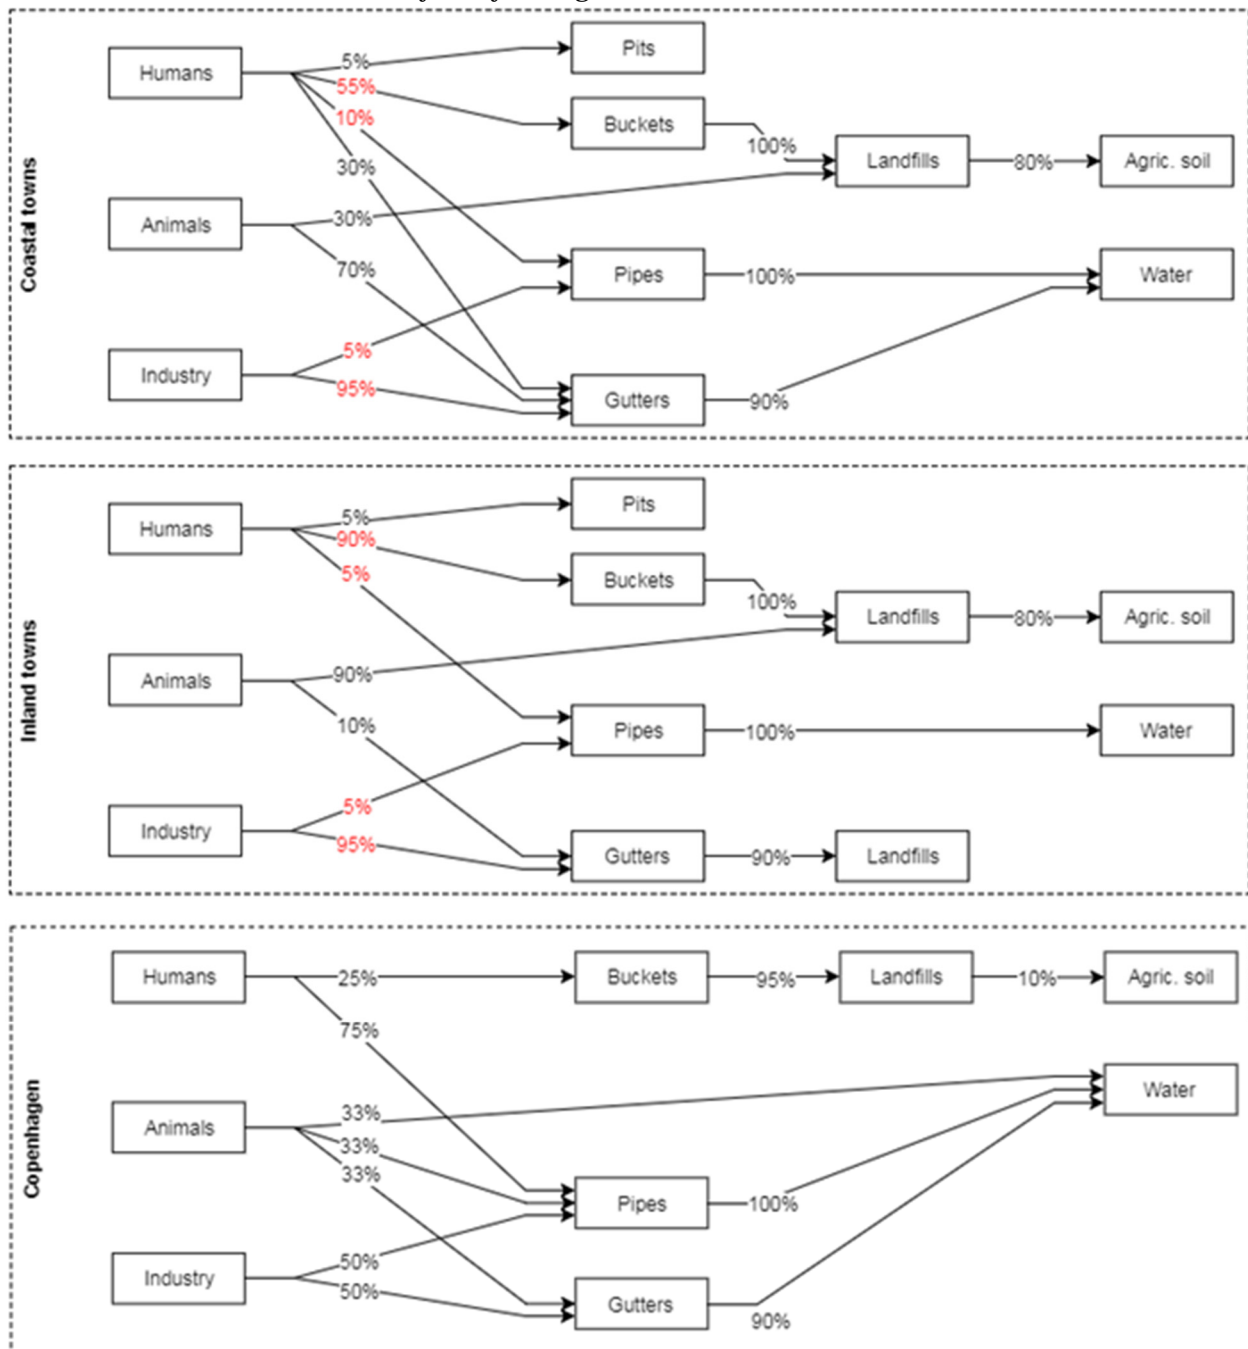 Coastal towns
Humans
Animals
Industry
5%
55%
10%
30%
30%
70%
5%
95%
Pits
Buckets
Pipes
Gutters
100%
Landfills
80%
Agric. soil
100%
Water
90%
Inland towns
Humans
Animals
Industry
5%
90%
5%
90%
10%
5%
95%
Pits
Buckets
Pipes
Gutters
100%
Landfills
80%
Agric. soil
100%
Water
90%
Landfills
Copenhagen
Humans
Animals
Industry
25%
75%
33%
33%
33%
50%
50%
Buckets
Pipes
Gutters
95%
Landfills
10%
Agric. soil
Water
100%
90%